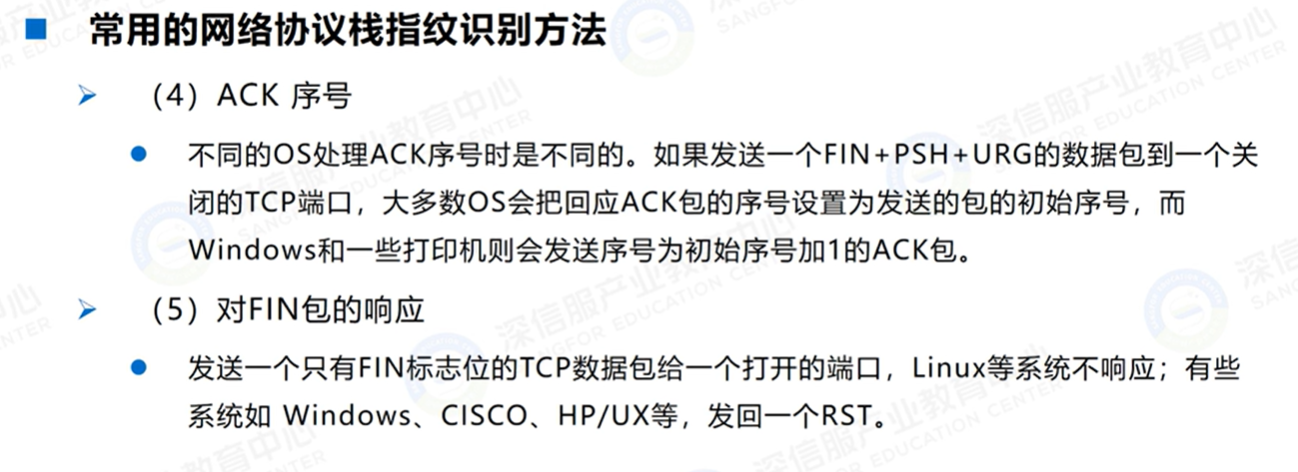 常用的网络协议栈指纹识别方法
（4）ACK 序号
不同的OS处理ACK序号时是不同的。如果发送一个FIN+PSH+URG的数据包到一个关
闭的TCP端口，大多数OS会把回应ACK包的序号设置为发送的包的初始序号，而
Windows和一些打印机则会发送序号为初始序号加1的ACK包。
（5）对FIN包的响应
发送一个只有FIN标志位的TCP数据包给一个打开的端口，Linux等系统不响应；有些
系统如 Windows、CISCO、HP/UX等，发回一个RST。
深信服产业教育中心
SANGFOR EDUCATION CENTER